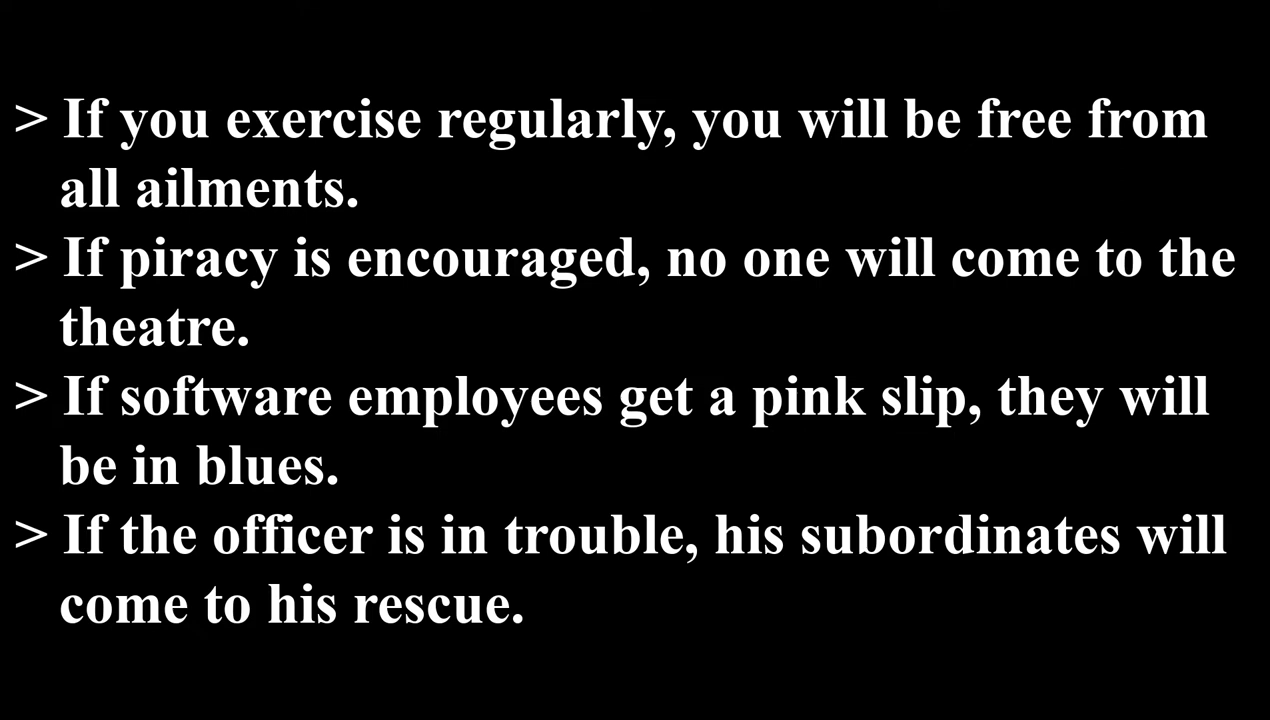 > If you exercise regularly, you will be free from
all ailments.
> If piracy is encouraged, no one will come to the
theatre.
> If software employees get a pink slip, they will
be in blues.
> If the officer is in trouble, his subordinates will
come to his rescue.